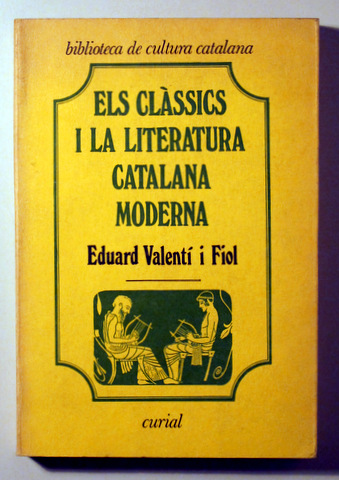 biblioteca de cultura catalana
ELS CLÀSSICS
I LA LITERATURA
CATALANA
MODERNA
Eduard Valentí i Fiol
curial